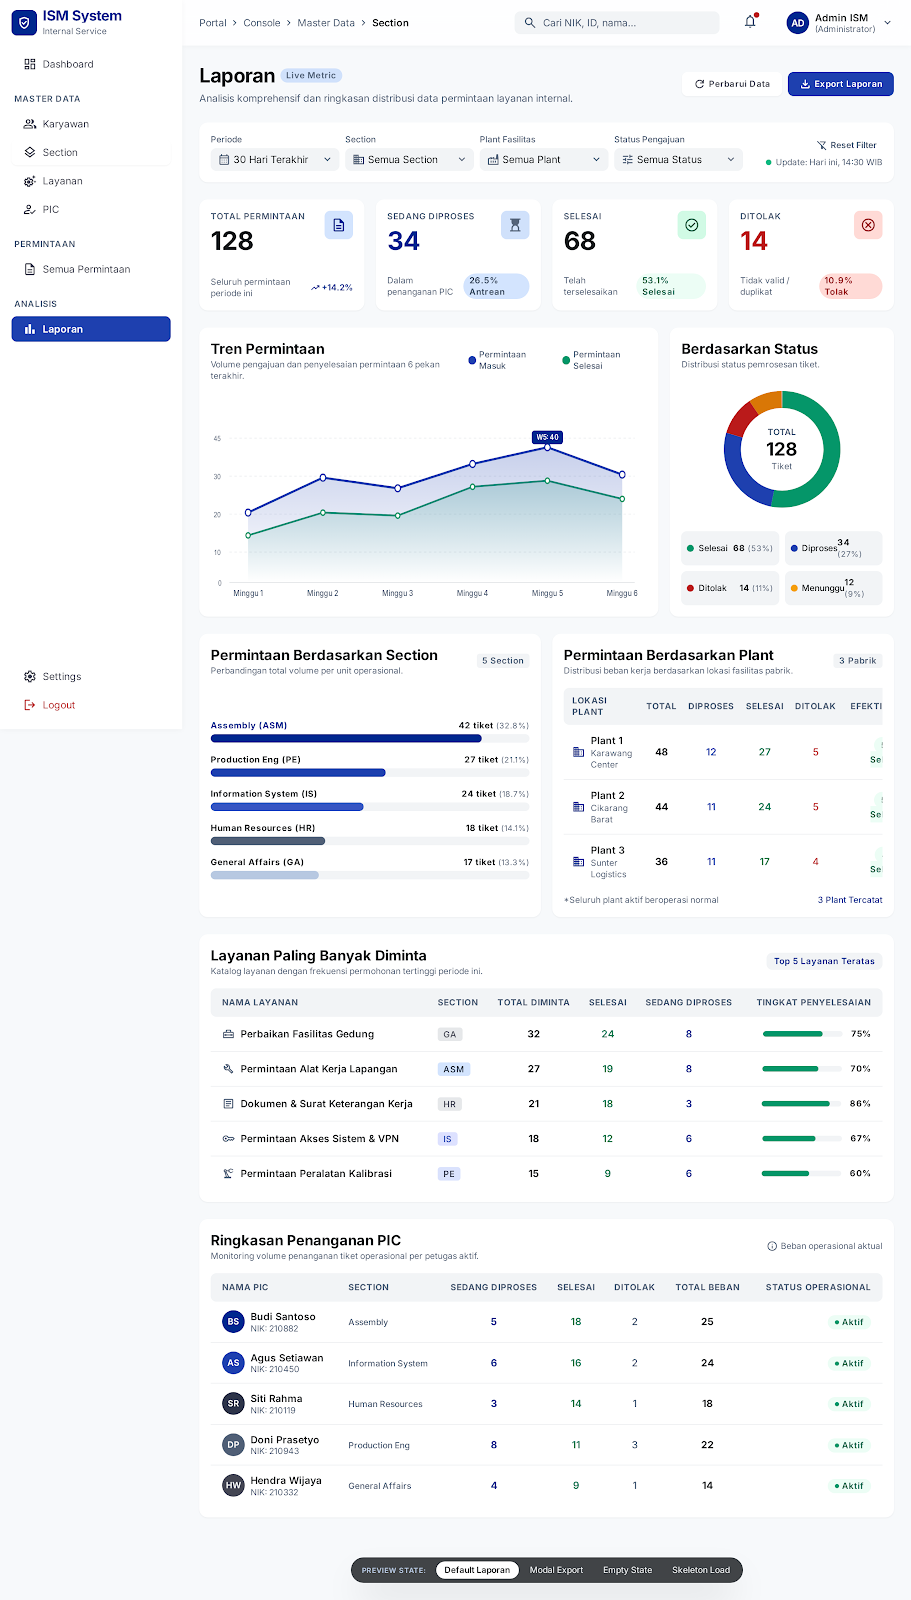 ISM System
Internal Service
Portal > Console > Master Data > Section
Cari NIK, ID, nama...
AD
Admin ISM
(Administrator)
Dashboard
MASTER DATA
Karyawan
Section
Layanan
PIC
PERMINTAAN
Semua Permintaan
ANALISIS
Laporan
Settings
Logout
Laporan
Live Metric
Analisis komprehensif dan ringkasan distribusi data permintaan layanan internal.
Perbarui Data
Export Laporan
Periode
30 Hari Terakhir
Section
Semua Section
Plant Fasilitas
Semua Plant
Status Pengajuan
Semua Status
Reset Filter
Update: Hari ini, 14:30 WIB
TOTAL PERMINTAAN
128
Seluruh permintaan
periode ini
+14.2%
SEDANG DIPROSES
34
Dalam
penanganan PIC
26.5%
Antrean
SELESAI
68
Telah
terselesaikan
53.1%
Selesai
DITOLAK
14
Tidak valid /
duplikat
10.9%
Tolak
Tren Permintaan
Volume pengajuan dan penyelesaian permintaan 6 pekan
terakhir.
Permintaan
Masuk
Permintaan
Selesai
45
30
20
10
0
W5: 40
Minggu 1
Minggu 2
Minggu 3
Minggu 4
Minggu 5
Minggu 6
Berdasarkan Status
Distribusi status pemrosesan tiket.
TOTAL
128
Tiket
Selesai 68 (53%)
Diproses 34
(27%)
Ditolak 14 (11%)
Menunggu 12
(9%)
Permintaan Berdasarkan Section
Perbandingan total volume per unit operasional.
5 Section
Assembly (ASM) 42 tiket (32.8%)
Production Eng (PE) 27 tiket (21.1%)
Information System (IS) 24 tiket (18.7%)
Human Resources (HR) 18 tiket (14.1%)
General Affairs (GA) 17 tiket (13.3%)
Permintaan Berdasarkan Plant
Distribusi beban kerja berdasarkan lokasi fasilitas pabrik.
3 Pabrik
LOKASI
PLANT
TOTAL DIPROSES SELESAI DITOLAK EFEKTI
Plant 1
Karawang
Center
48 12 27 5
Sel
Plant 2
Cikarang
Barat
44 11 24 5
Sel
Plant 3
Sunter
Logistics
36 11 17 4
Sel
*Seluruh plant aktif beroperasi normal
3 Plant Tercatat
Layanan Paling Banyak Diminta
Katalog layanan dengan frekuensi permohonan tertinggi periode ini.
Top 5 Layanan Teratas
NAMA LAYANAN SECTION TOTAL DIMINTA SELESAI SEDANG DIPROSES TINGKAT PENYELESAIAN
Perbaikan Fasilitas Gedung GA 32 24 8 75%
Permintaan Alat Kerja Lapangan ASM 27 19 8 70%
Dokumen & Surat Keterangan Kerja HR 21 18 3 86%
Permintaan Akses Sistem & VPN IS 18 12 6 67%
Permintaan Peralatan Kalibrasi PE 15 9 6 60%
Ringkasan Penanganan PIC
Monitoring volume penanganan tiket operasional per petugas aktif.
Beban operasional aktual
NAMA PIC SECTION SEDANG DIPROSES SELESAI DITOLAK TOTAL BEBAN STATUS OPERASIONAL
BS Budi Santoso
NIK: 210882
Assembly 5 18 2 25 Aktif
AS Agus Setiawan
NIK: 210450
Information System 6 16 2 24 Aktif
SR Siti Rahma
NIK: 210119
Human Resources 3 14 1 18 Aktif
DP Doni Prasetyo
NIK: 210943
Production Eng 8 11 3 22 Aktif
HW Hendra Wijaya
NIK: 210332
General Affairs 4 9 1 14 Aktif
PREVIEW STATE: Default Laporan Modal Export Empty State Skeleton Load